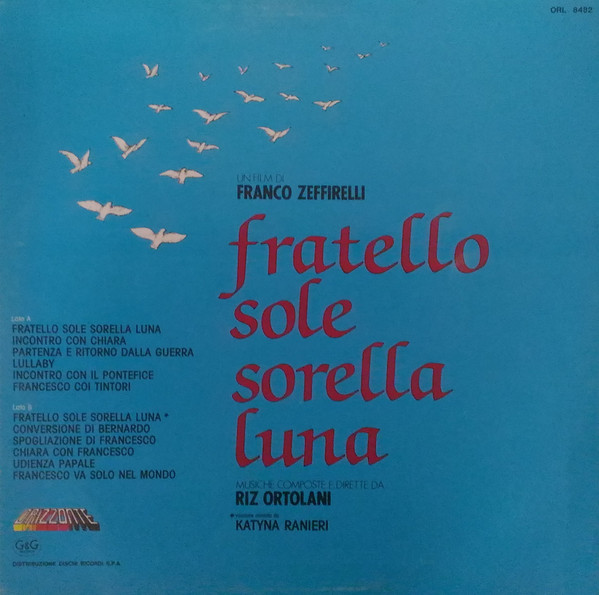 ORL 8492
UN FILM DI
FRANCO ZEFFIRELLI
fratello
sole
sorella
luna
Lato A
FRATELLO SOLE SORELLA LUNA
INCONTRO CON CHIARA
PARTENZA E RITORNO DALLA GUERRA
LULLABY
INCONTRO CON IL PONTEFICE
FRANCESCO COI TINTORI
Lato B
FRATELLO SOLE SORELLA LUNA *
CONVERSIONE DI BERNARDO
SPOGLIAZIONE DI FRANCESCO
CHIARA CON FRANCESCO
UDIENZA PAPALE
FRANCESCO VA SOLO NEL MONDO
MUSICHE COMPOSTE E DIRETTE DA
RIZ ORTOLANI
KATYNA RANIERI
ORIZZONTE
G&G
DISTRIBUZIONE RECORDS S.P.A.